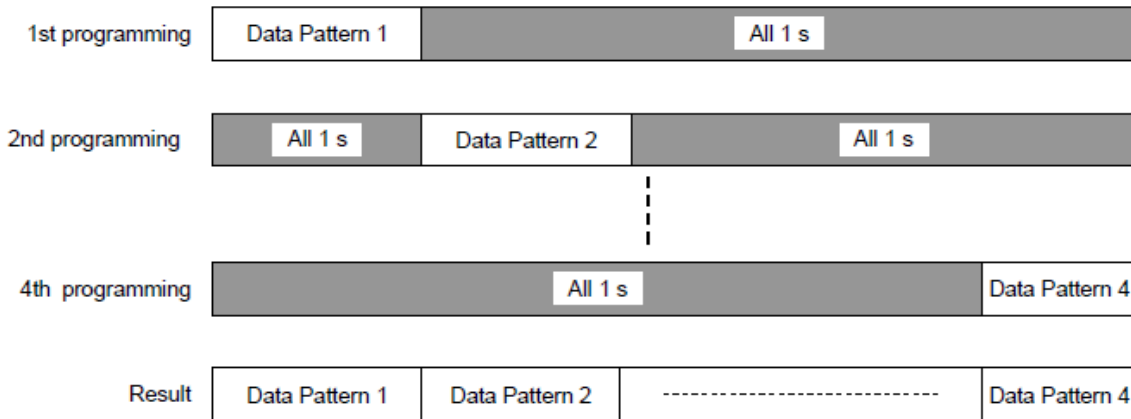 1st programming Data Pattern 1 All 1 s
2nd programming All 1 s Data Pattern 2 All 1 s
4th programming All 1 s Data Pattern 4
Result Data Pattern 1 Data Pattern 2 Data Pattern 4